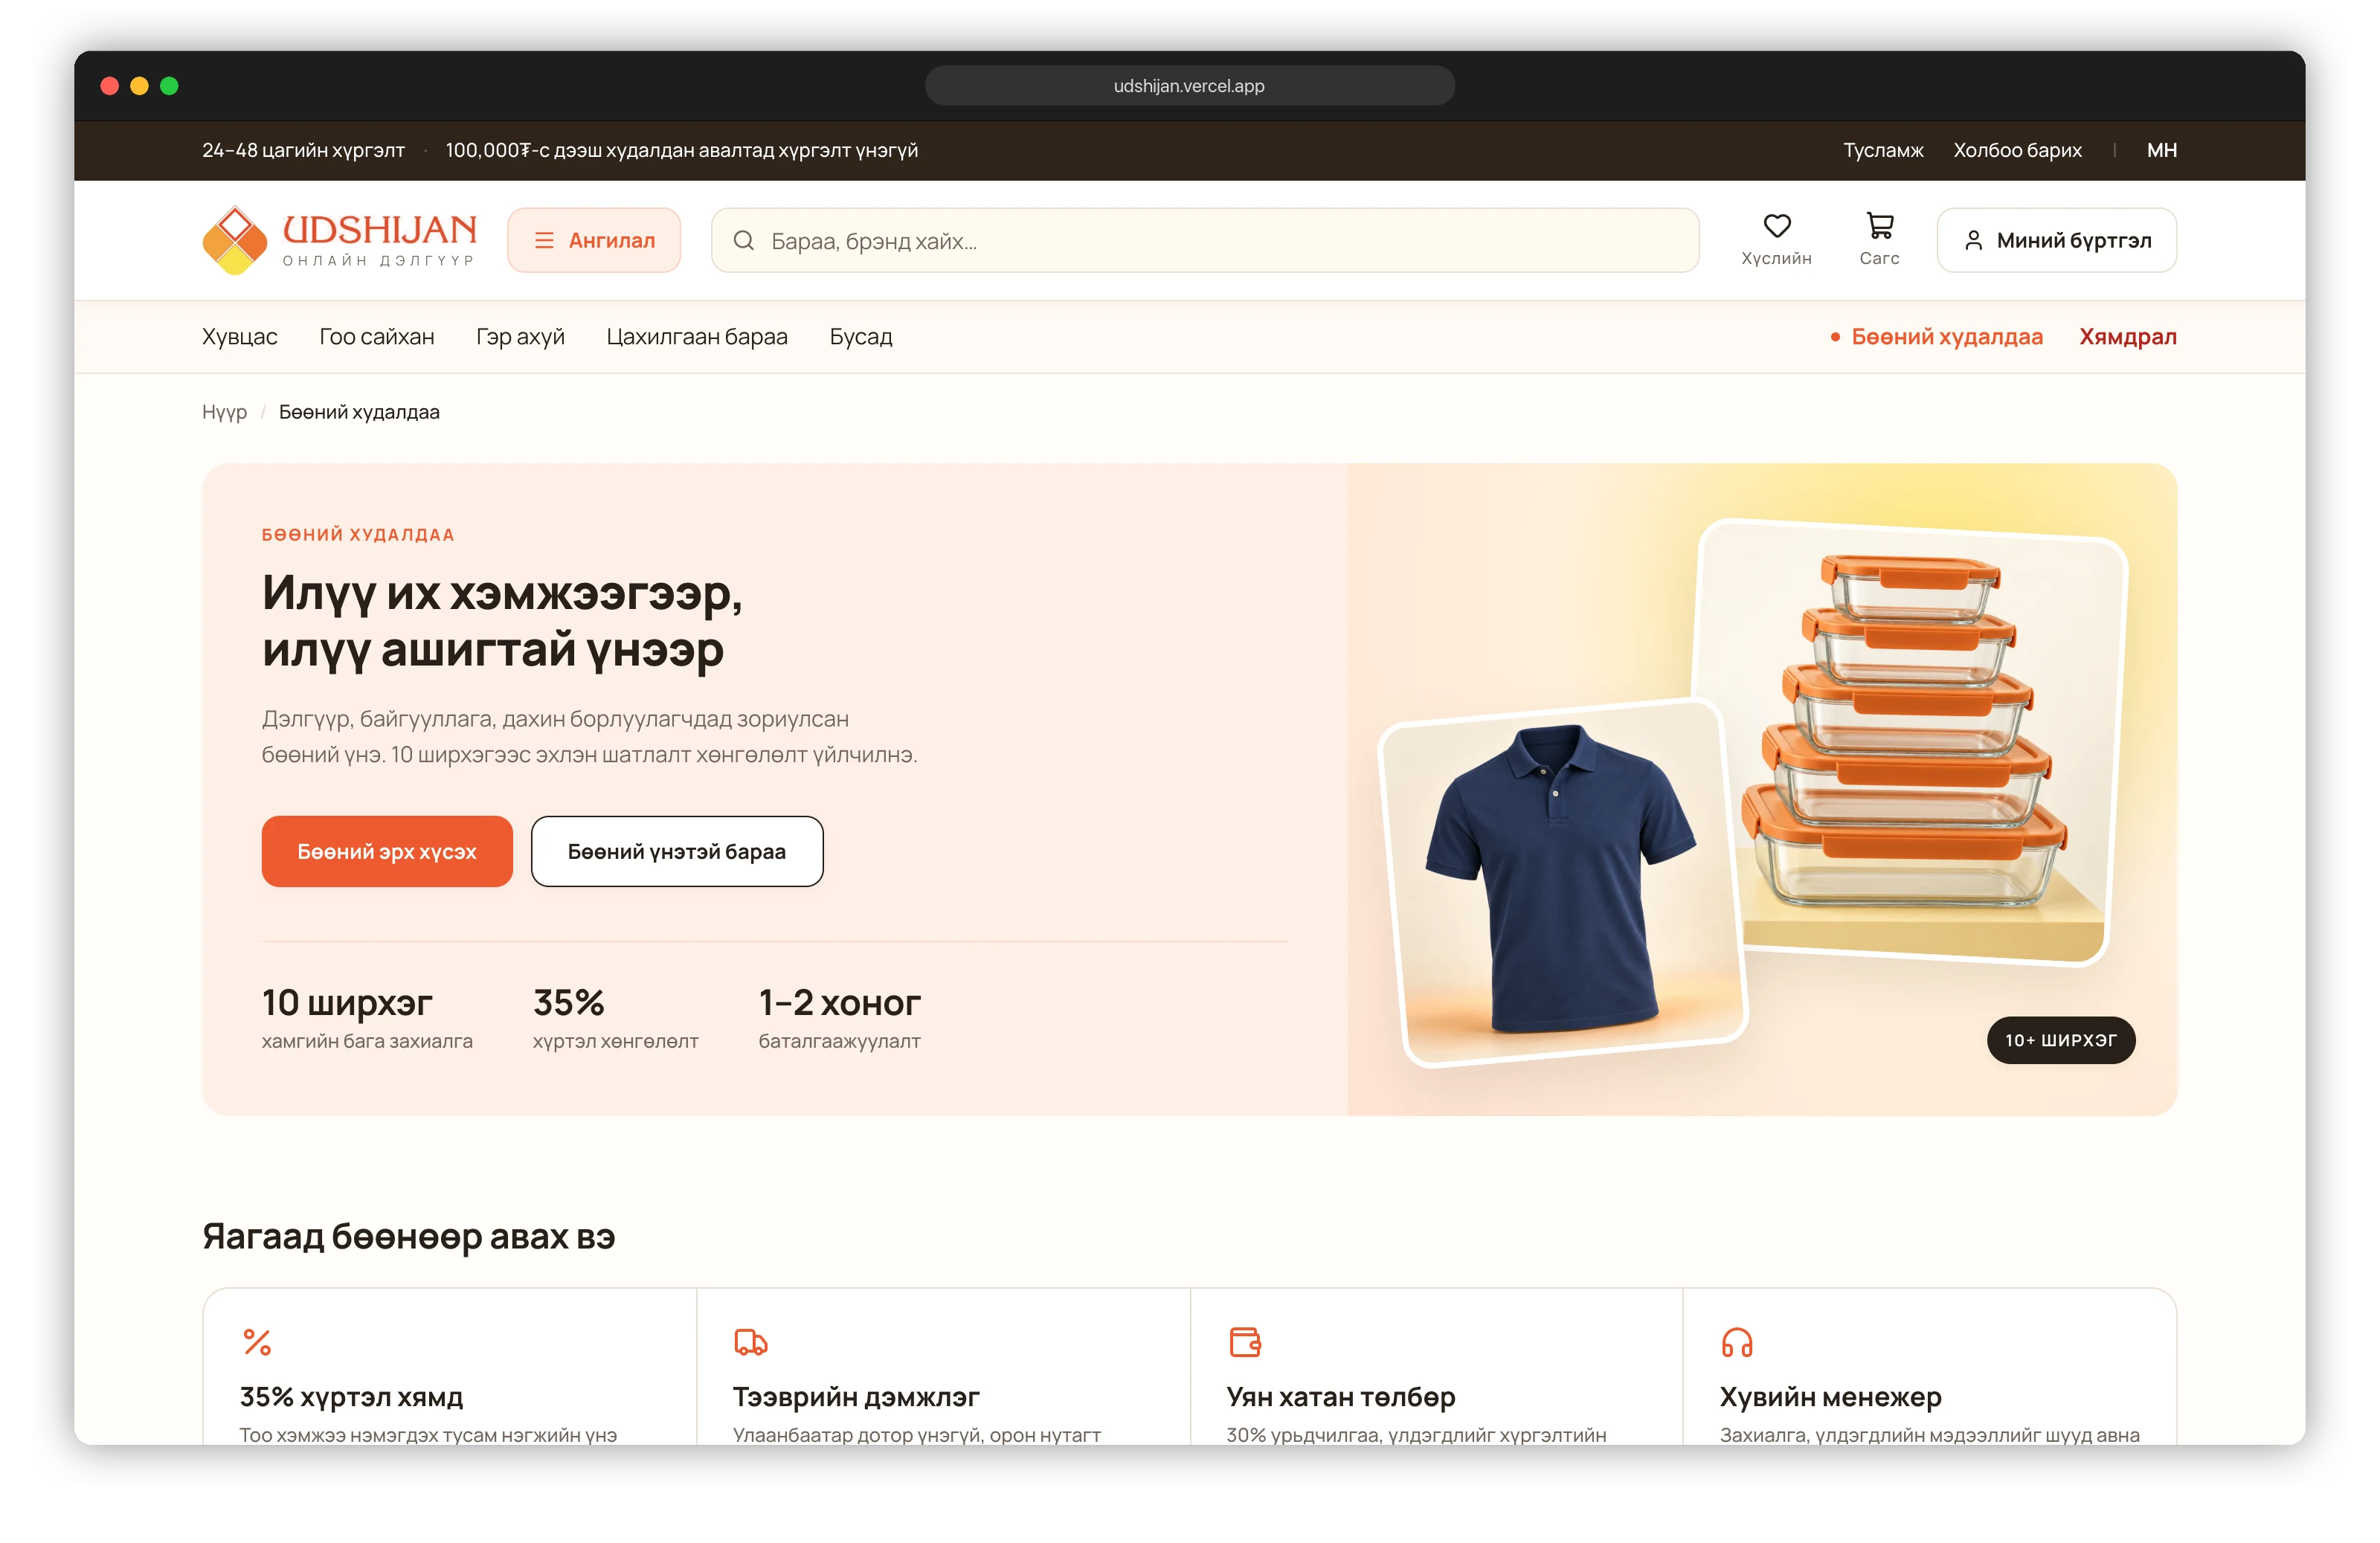 udshijan.vercel.app
24–48 цагийн хүргэлт · 100,000₮-с дээш худалдан авалтад хүргэлт үнэгүй
Тусламж Холбоо барих | МН
UDSHIJAN
ОНЛАЙН ДЭЛГҮҮР
Ангилал
Бараа, брэнд хайх...
Хүслийн
Сагс
Миний бүртгэл
Хувцас Гоо сайхан Гэр ахуй Цахилгаан бараа Бусад
Бөөний худалдаа Хямдрал
Нүүр / Бөөний худалдаа
БӨӨНИЙ ХУДАЛДАА
Илүү их хэмжээгээр,
илүү ашигтай үнээр
Дэлгүүр, байгууллага, дахин борлуулагчдад зориулсан
бөөний үнэ. 10 ширхэгээс эхлэн шатлалт хөнгөлөлт үйлчилнэ.
Бөөний эрх хүсэх
Бөөний үнэтэй бараа
10 ширхэг
хамгийн бага захиалга
35%
хүртэл хөнгөлөлт
1–2 хоног
баталгаажуулалт
10+ ШИРХЭГ
Яагаад бөөнөөр авах вэ
35% хүртэл хямд
Тоо хэмжээ нэмэгдэх тусам нэгжийн үнэ
Тээврийн дэмжлэг
Улаанбаатар дотор үнэгүй, орон нутагт
Уян хатан төлбөр
30% урьдчилгаа, үлдэгдлийг хүргэлтийн
Хувийн менежер
Захиалга, үлдэгдлийн мэдээллийг шууд авна